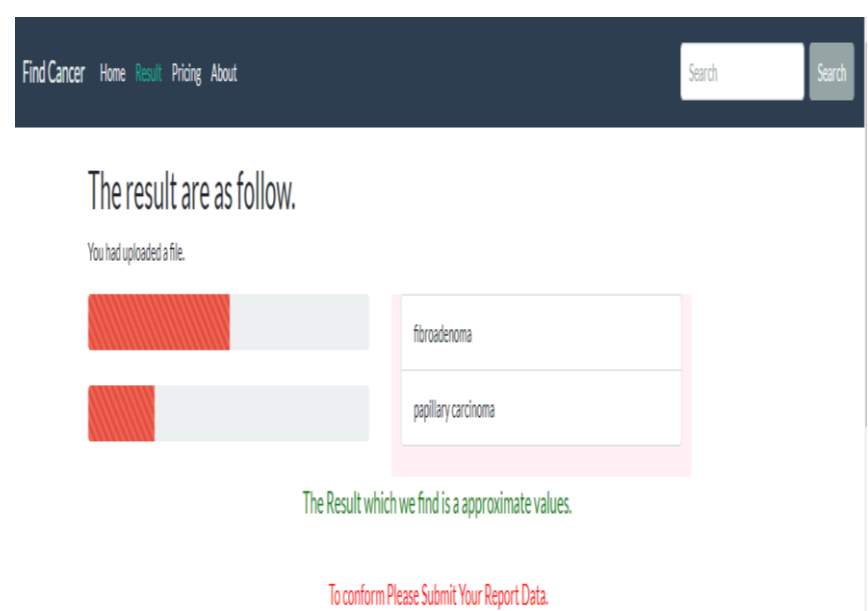 Find Cancer Home Result Pricing About Search Search
The result are as follow.
You had uploaded a file.
fibroadenoma
papillary carcinoma
The Result which we find is a approximate values.
To conform Please Submit Your Report Data.